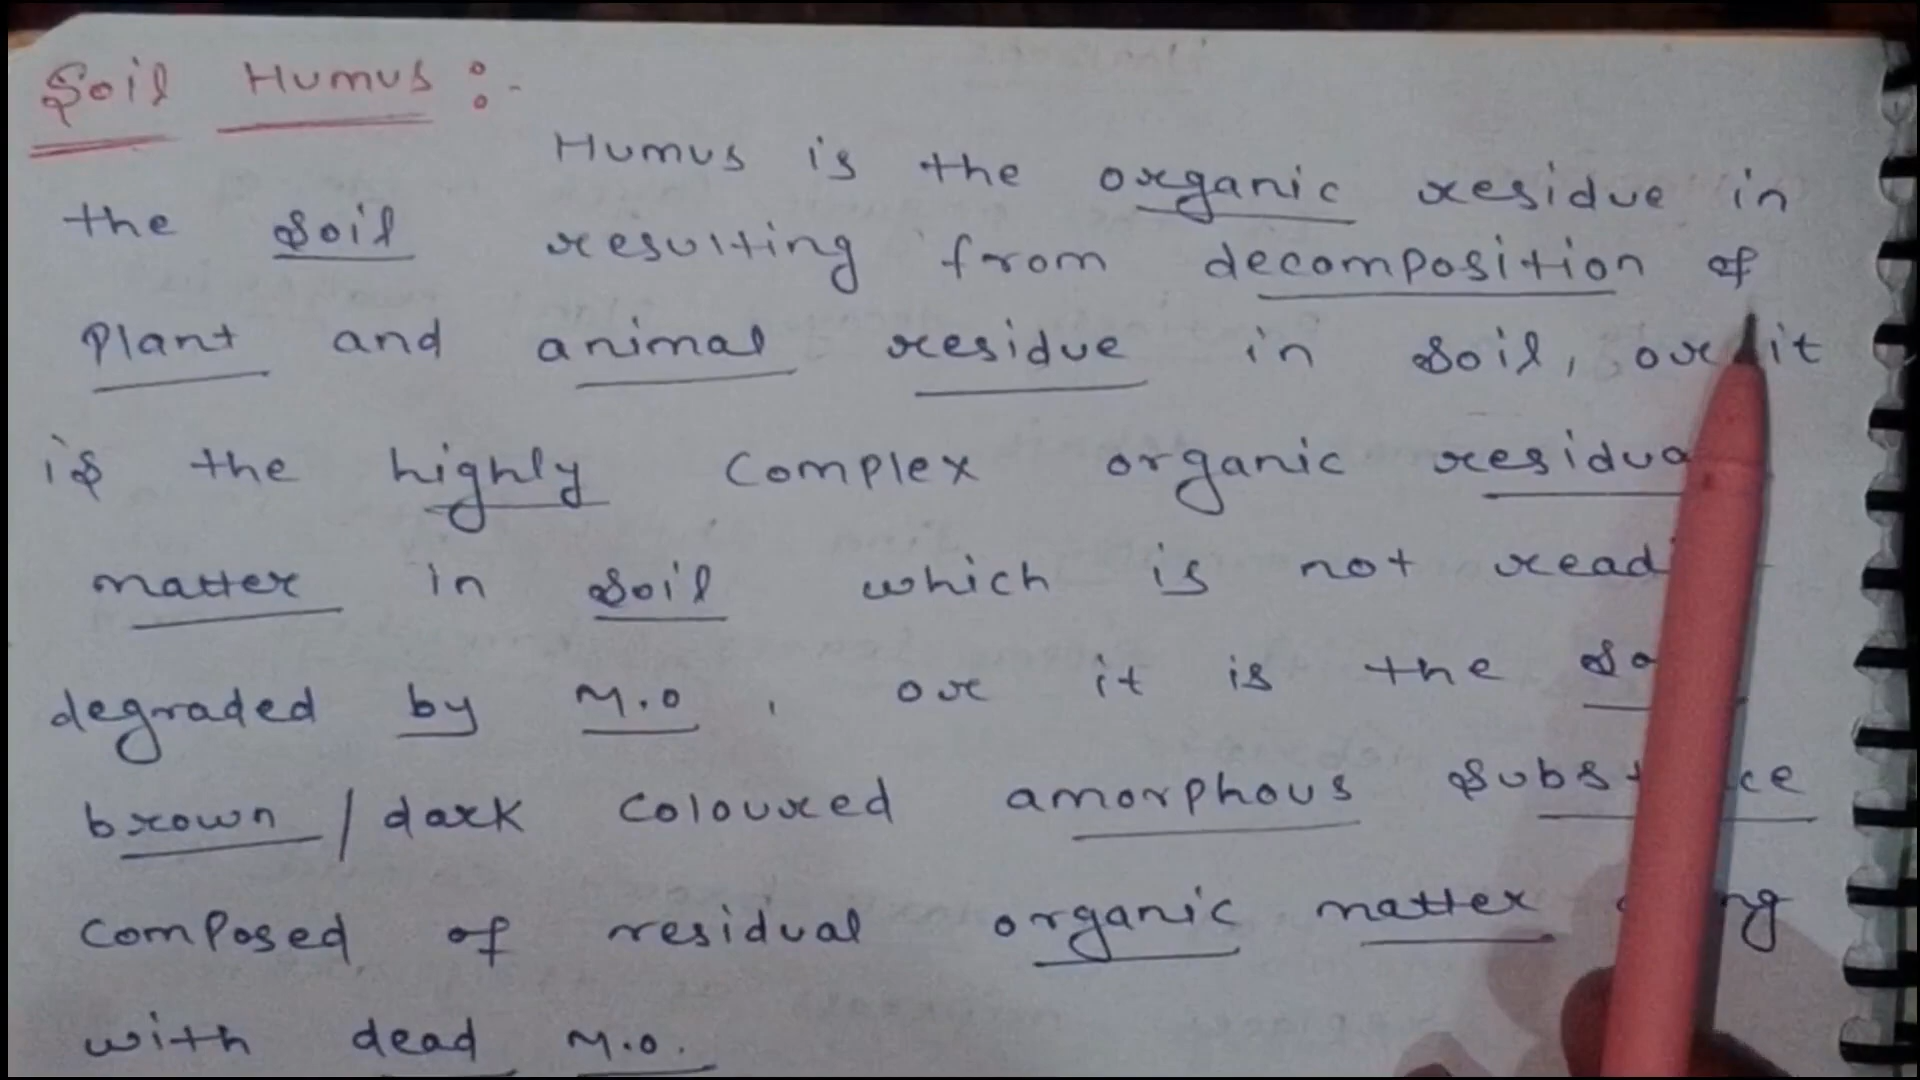 Soil Humus :-
Humus is the organic residue in
the soil resulting from decomposition of
Plant and animal residue in soil, or it
is the highly complex organic
matter in soil which is not
degraded by M.O, or it is the
brown / dark coloured amorphous
composed of residual organic matter
with dead M.O.